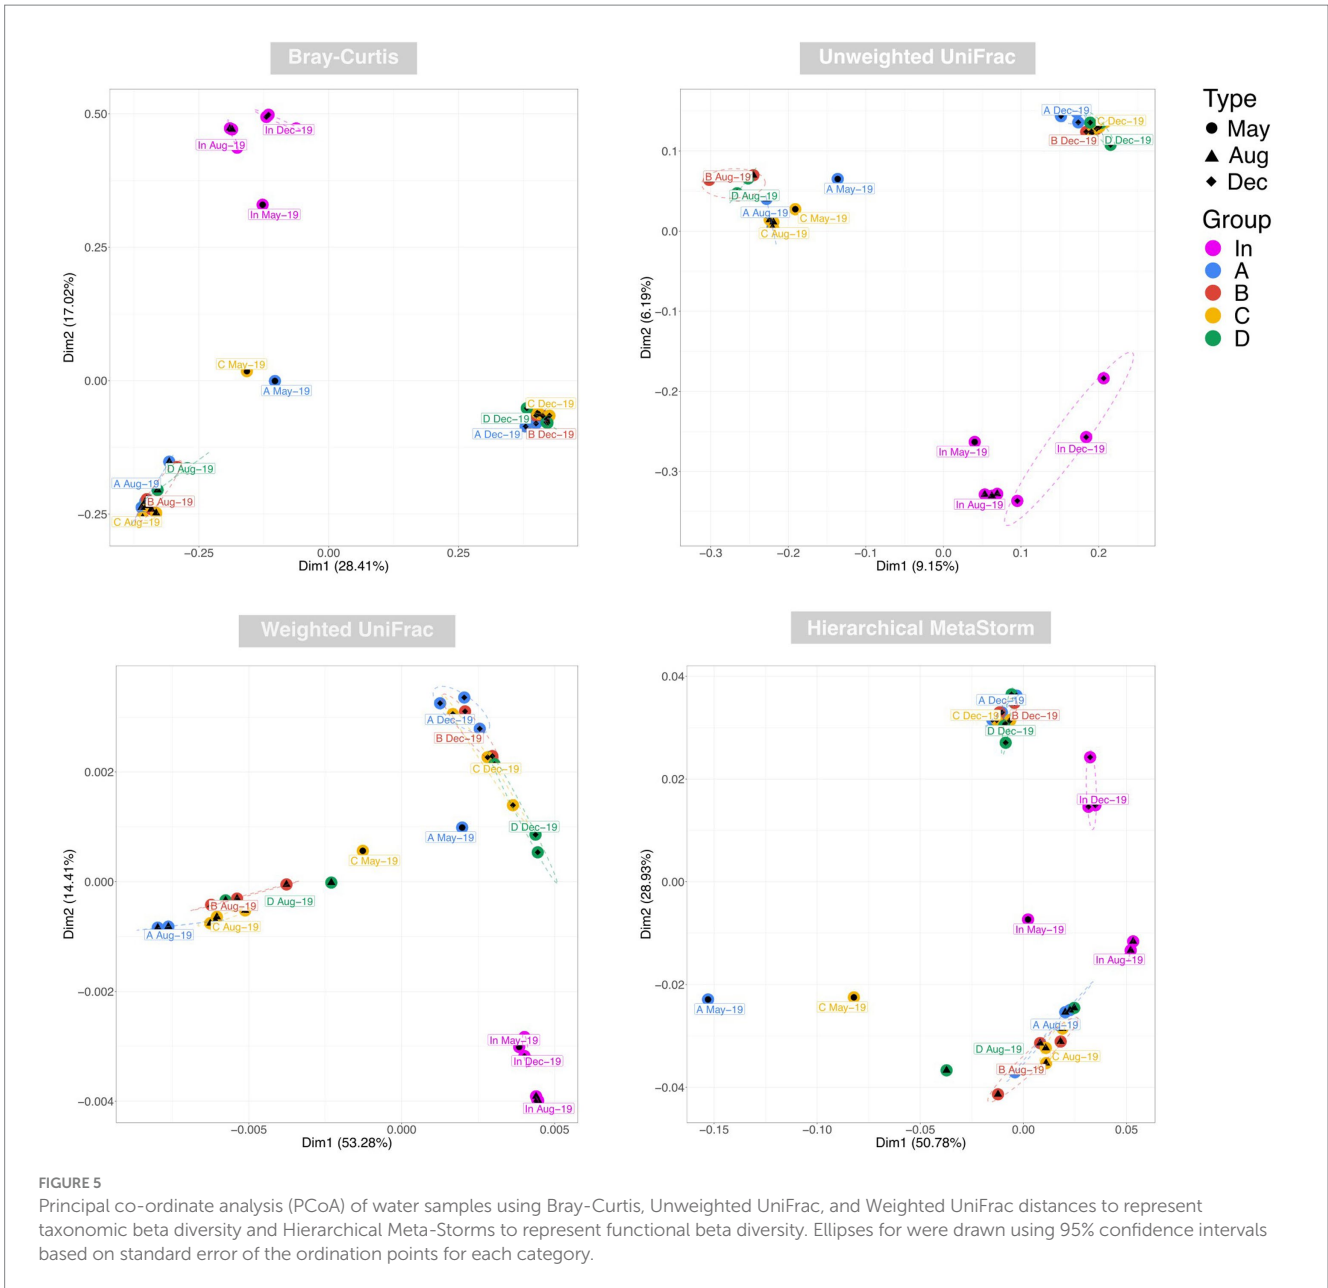 Bray-Curtis
0.50
0.25
0.00
−0.25
Dim2 (17.02%)
In Aug−19
In Dec−19
In May−19
C May−19
A May−19
C Dec−19
D Dec−19
A Dec−19
B Dec−19
D Aug−19
A Aug−19
B Aug−19
C Aug−19
−0.25
0.00
0.25
Dim1 (28.41%)
Unweighted UniFrac
0.1
0.0
−0.1
−0.2
−0.3
Dim2 (6.19%)
A Dec−19
C Dec−19
B Dec−19
D Dec−19
B Aug−19
D Aug−19
A May−19
A Aug−19
C May−19
C Aug−19
In May−19
In Dec−19
In Aug−19
−0.3
−0.2
−0.1
0.0
0.1
0.2
Dim1 (9.15%)
Type
May
Aug
Dec
Group
In
A
B
C
D
Weighted UniFrac
0.002
0.000
−0.002
−0.004
Dim2 (14.41%)
A Dec−19
B Dec−19
C Dec−19
A May−19
D Dec−19
C May−19
D Aug−19
B Aug−19
C Aug−19
A Aug−19
In May−19
In Dec−19
In Aug−19
−0.005
0.000
0.005
Dim1 (53.28%)
Hierarchical MetaStorm
0.04
0.02
0.00
−0.02
−0.04
Dim2 (28.93%)
A Dec−19
C Dec−19
B Dec−19
D Dec−19
In Dec−19
In May−19
In Aug−19
A May−19
C May−19
A Aug−19
D Aug−19
C Aug−19
B Aug−19
−0.15
−0.10
−0.05
0.00
0.05
Dim1 (50.78%)
FIGURE 5
Principal co-ordinate analysis (PCoA) of water samples using Bray-Curtis, Unweighted UniFrac, and Weighted UniFrac distances to represent
taxonomic beta diversity and Hierarchical Meta-Storms to represent functional beta diversity. Ellipses for were drawn using 95% confidence intervals
based on standard error of the ordination points for each category.